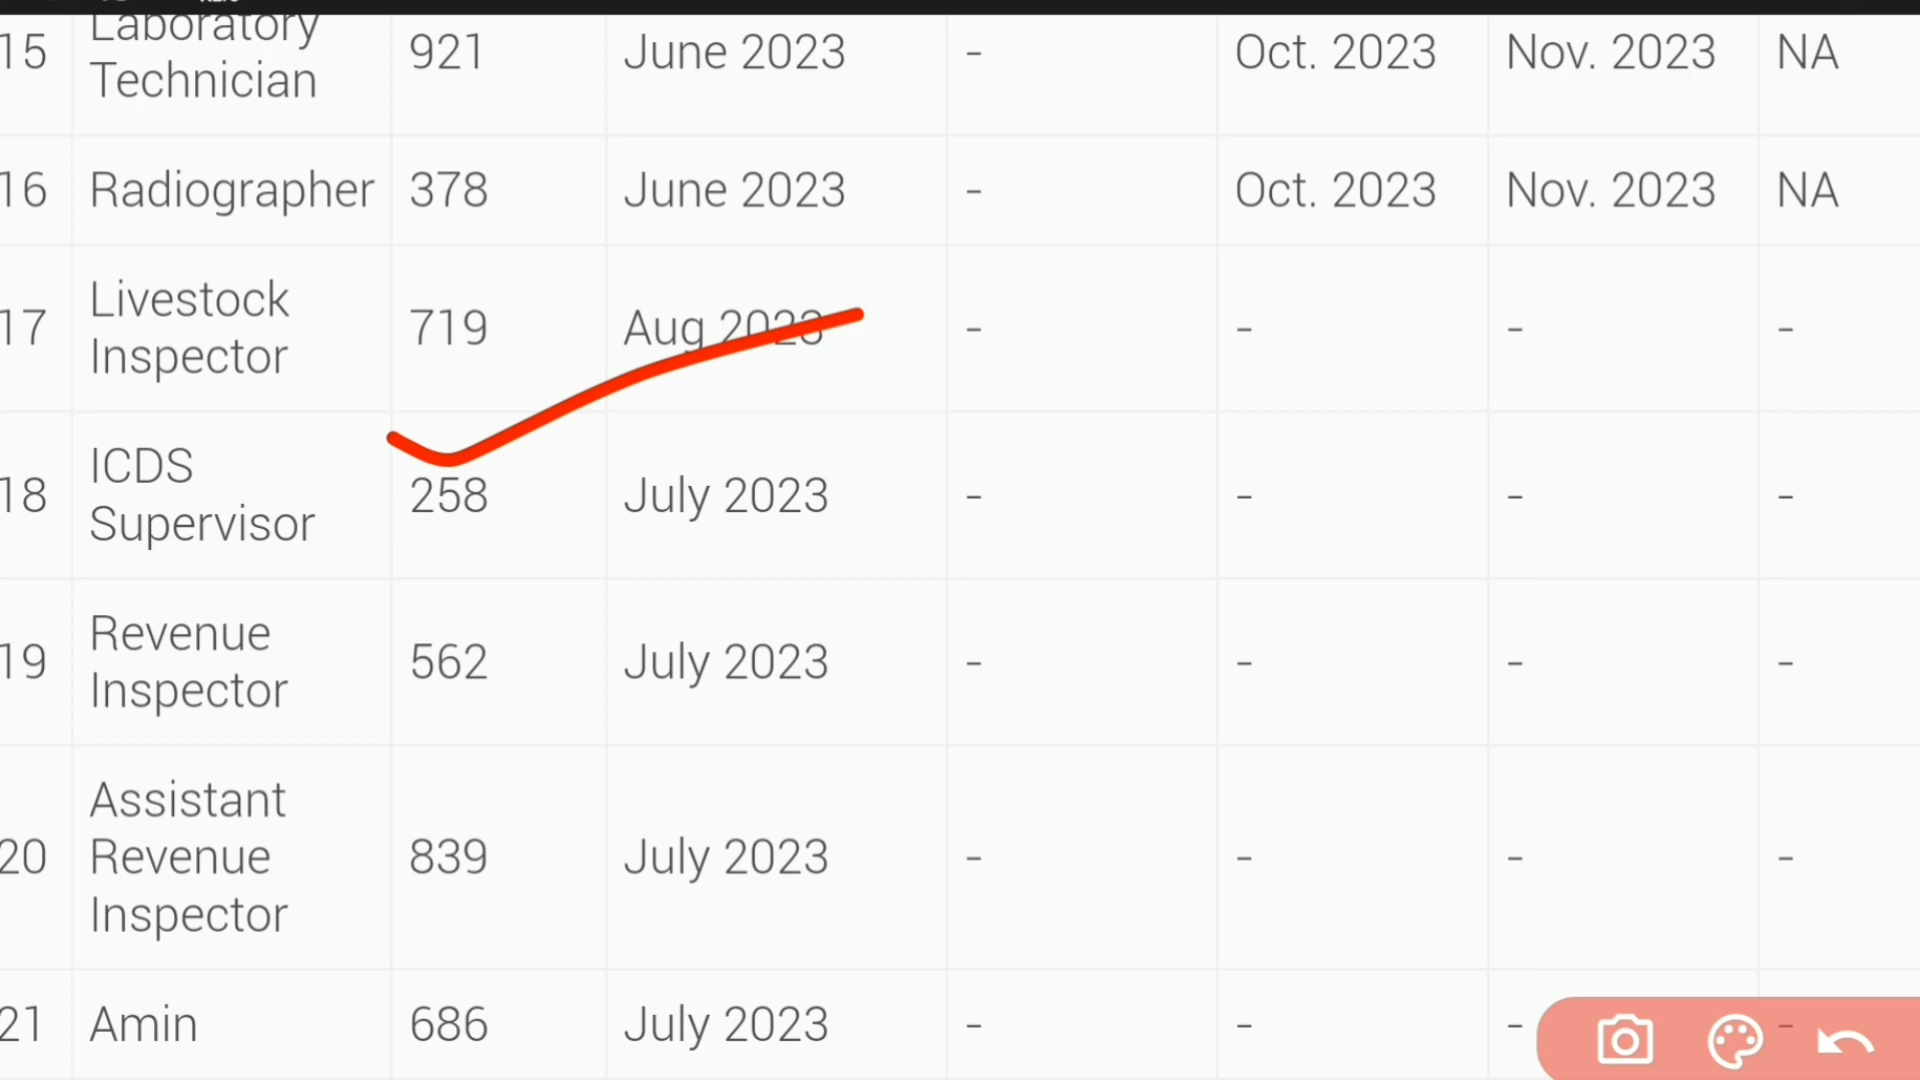 15 Laboratory Technician 921 June 2023 - Oct. 2023 Nov. 2023 NA
16 Radiographer 378 June 2023 - Oct. 2023 Nov. 2023 NA
17 Livestock Inspector 719 Aug 2023 - - - -
18 ICDS Supervisor 258 July 2023 - - - -
19 Revenue Inspector 562 July 2023 - - - -
20 Assistant Revenue Inspector 839 July 2023 - - - -
21 Amin 686 July 2023 - - - -